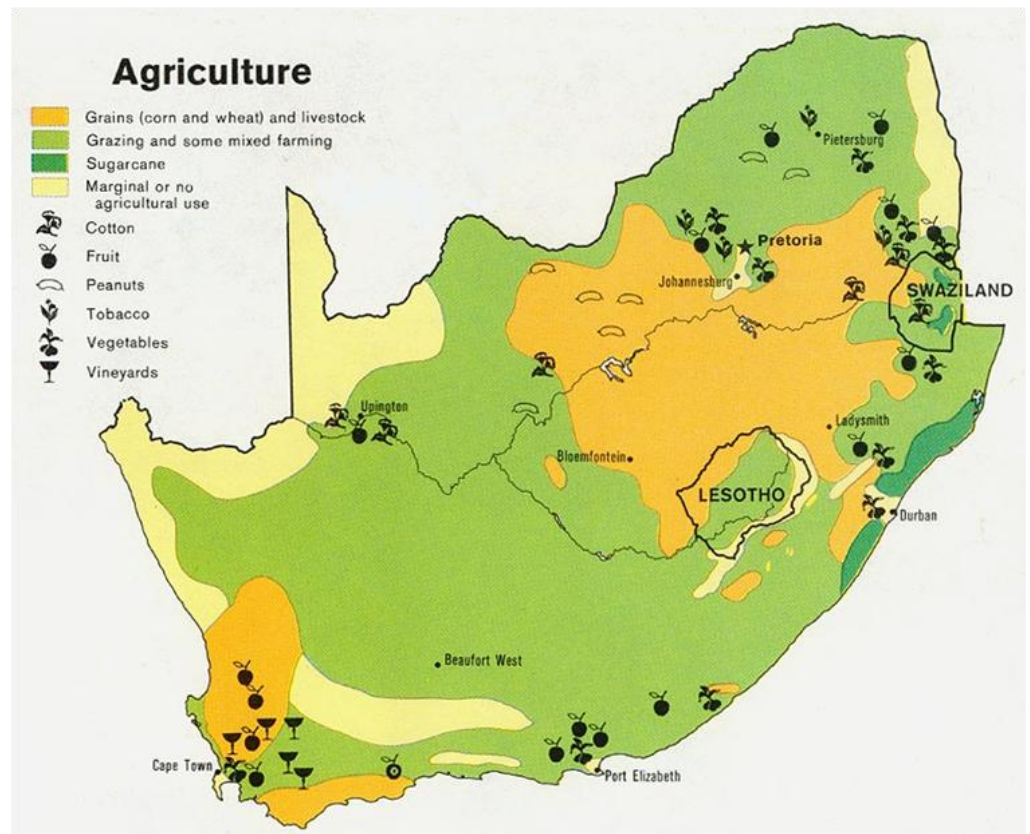 Agriculture
Grains (corn and wheat) and livestock
Grazing and some mixed farming
Sugarcane
Marginal or no
agricultural use
Cotton
Fruit
Peanuts
Tobacco
Vegetables
Vineyards
Pietersburg
Pretoria
Johannesburg
SWAZILAND
Upington
Ladysmith
Bloemfontein
LESOTHO
Durban
Beaufort West
Cape Town
Port Elizabeth